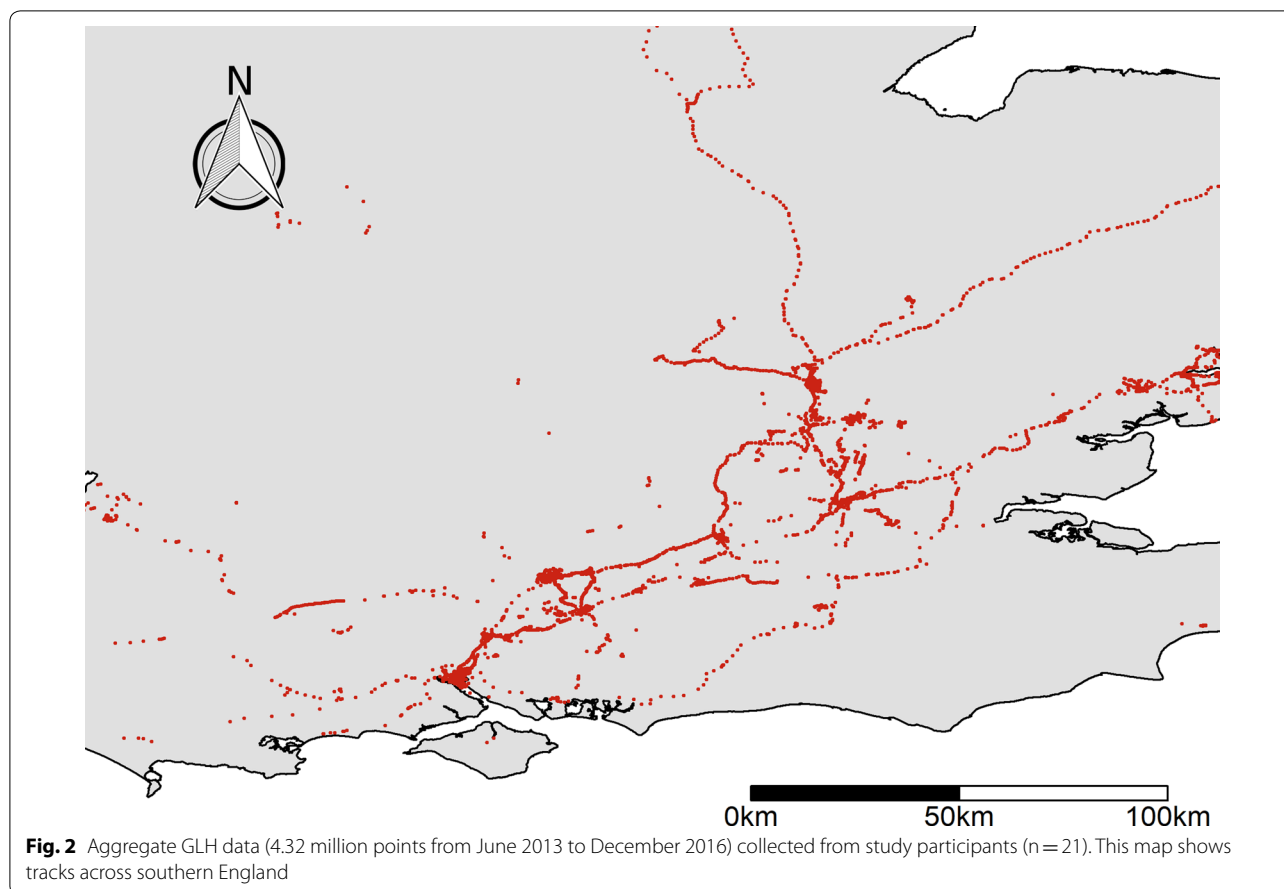 N
0km 50km 100km
Fig. 2 Aggregate GLH data (4.32 million points from June 2013 to December 2016) collected from study participants (n = 21). This map shows
tracks across southern England